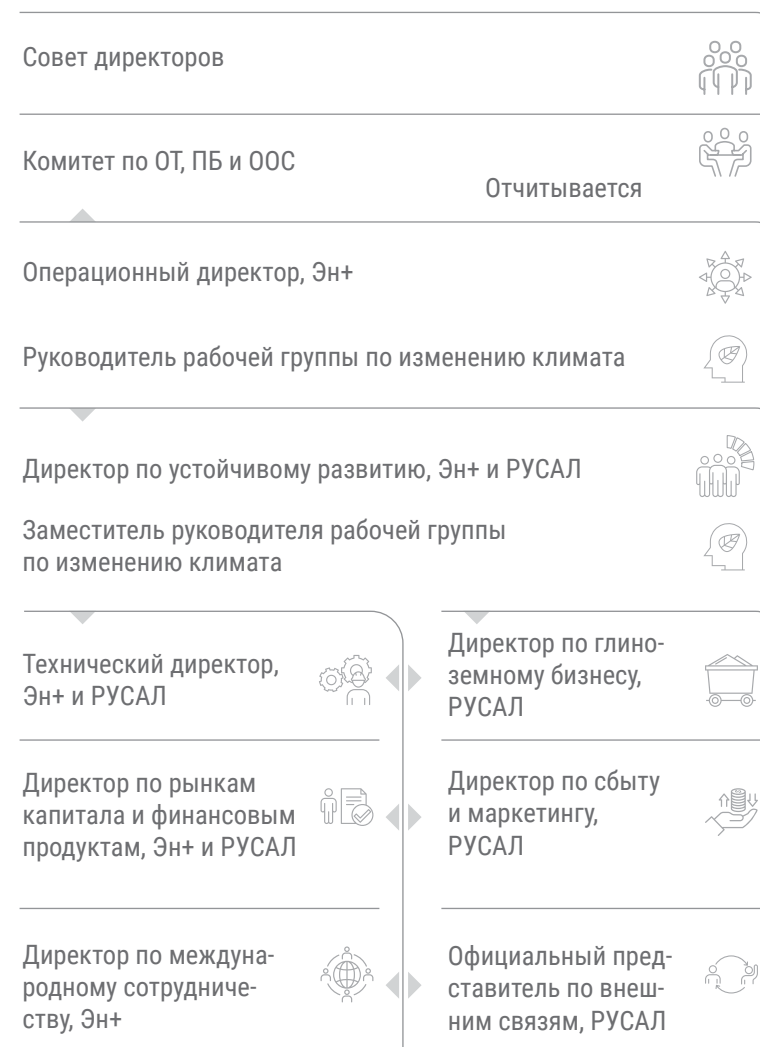 Совет директоров
Комитет по ОТ, ПБ и ООС
Отчитывается
Операционный директор, Эн+
Руководитель рабочей группы по изменению климата
Директор по устойчивому развитию, Эн+ и РУСАЛ
Заместитель руководителя рабочей группы
по изменению климата
Технический директор,
Эн+ и РУСАЛ
Директор по глино-
земному бизнесу,
РУСАЛ
Директор по рынкам
капитала и финансовым
продуктам, Эн+ и РУСАЛ
Директор по сбыту
и маркетингу,
РУСАЛ
Директор по междуна-
родному сотрудниче-
ству, Эн+
Официальный пред-
ставитель по внеш-
ним связям, РУСАЛ